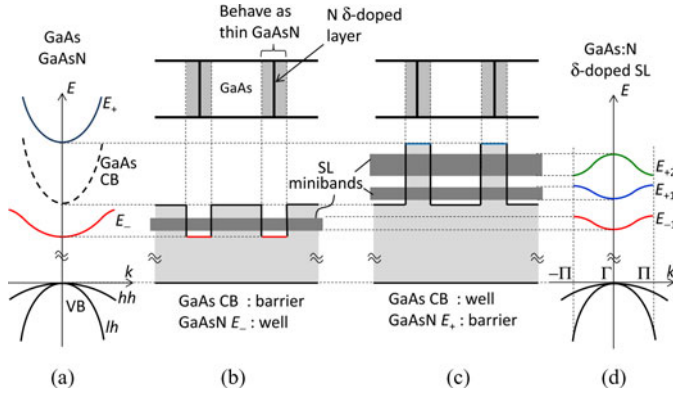 GaAs
GaAsN
E
E₊
GaAs
CB
E₋
k
VB
hh
lh
(a)
Behave as
thin GaAsN
N δ-doped
layer
GaAs
SL
minibands
GaAs CB : barrier
GaAsN E₋ : well
(b)
GaAs CB : well
GaAsN E₊ : barrier
(c)
GaAs:N
δ-doped SL
E
E₊₂
E₊₁
E₋₁
−Π Γ Π k
(d)